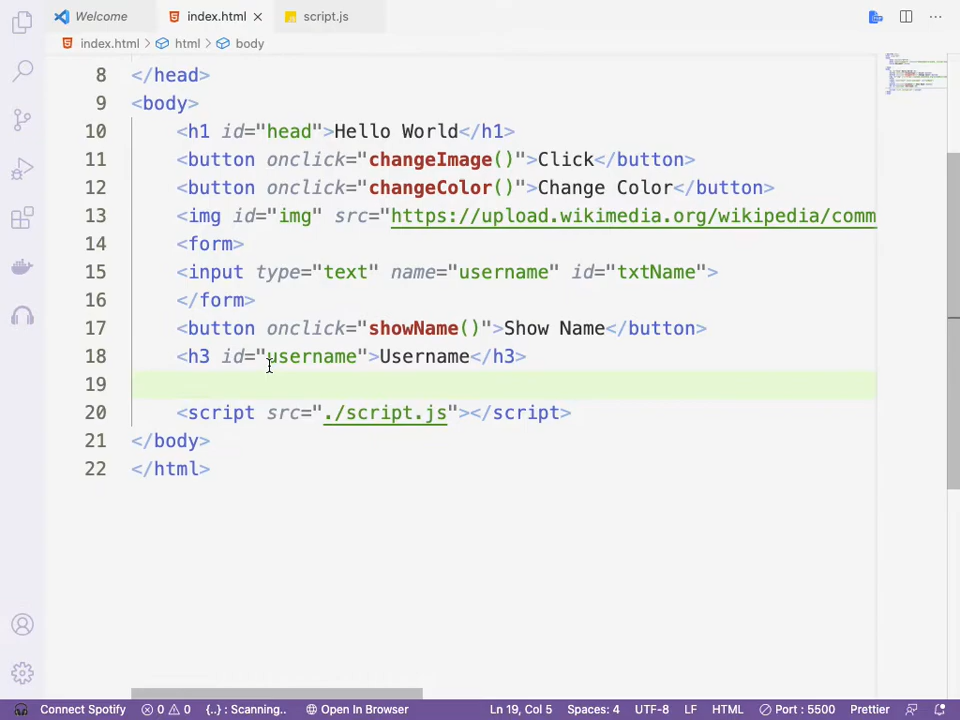 Welcome index.html script.js
index.html html body
8 </head>
9 <body>
10 <h1 id="head">Hello World</h1>
11 <button onclick="changeImage()">Click</button>
12 <button onclick="changeColor()">Change Color</button>
13 <img id="img" src="https://upload.wikimedia.org/wikipedia/comm
14 <form>
15 <input type="text" name="username" id="txtName">
16 </form>
17 <button onclick="showName()">Show Name</button>
18 <h3 id="username">Username</h3>
19
20 <script src="./script.js"></script>
21 </body>
22 </html>
Connect Spotify 0 0 {..} : Scanning.. Open In Browser Ln 19, Col 5 Spaces: 4 UTF-8 LF HTML Port : 5500 Prettier